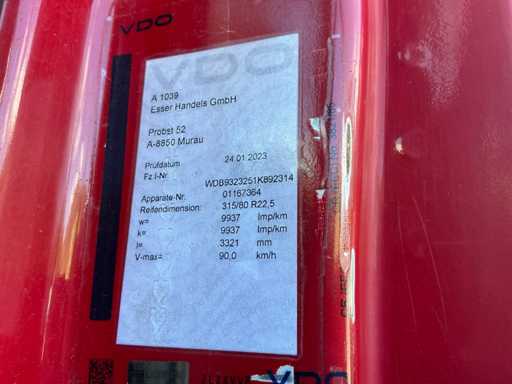 VDO
VDO
A 1039
Esser Handels GmbH
Probst 52
A-8850 Murau
Prüfdatum 24.01.2023
Fz.I-Nr. WDB9323251K892314
Apparate-Nr. 01167364
Reifendimension: 315/80 R22,5
w= 9937 Imp/km
k= 9937 Imp/km
l= 3321 mm
V-max= 90,0 km/h
VDO